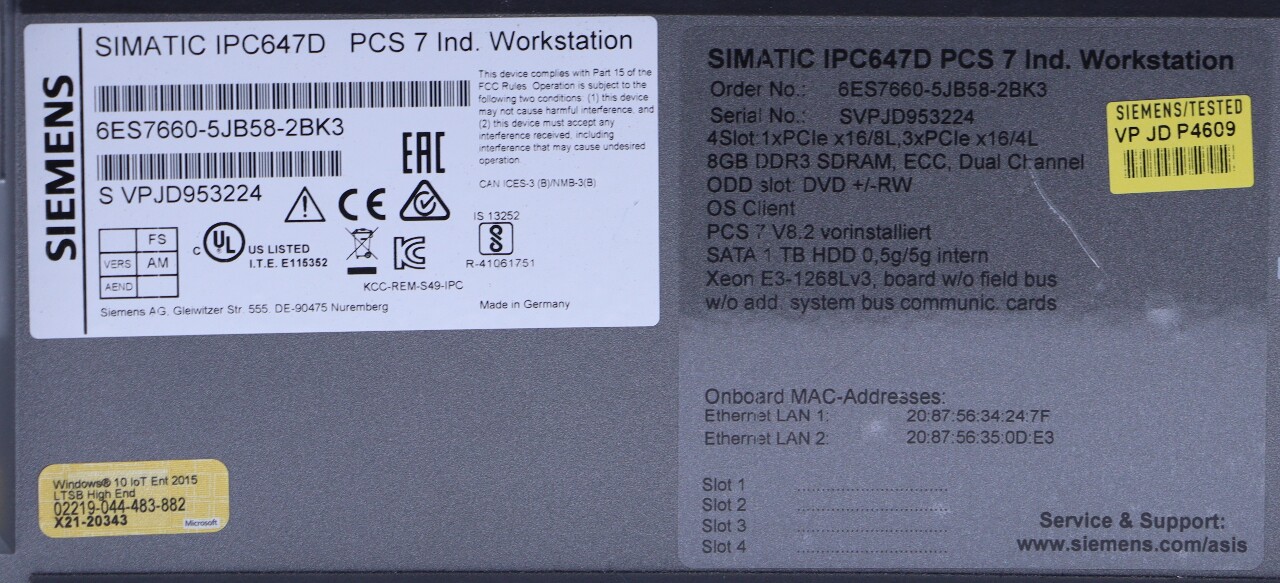 SIEMENS
SIMATIC IPC647D PCS 7 Ind. Workstation
6ES7660-5JB58-2BK3
S VPJD953224
This device complies with Part 15 of the
FCC Rules. Operation is subject to the
following two conditions: (1) this device
may not cause harmful interference, and
(2) this device must accept any
interference received, including
interference that may cause undesired
operation.
CAN ICES-3 (B)/NMB-3(B)
EAC
CE
FS
VERS AM
AEND
C UL US LISTED
I.T.E. E115352
KCC-REM-S49-IPC
IS 13252
R-41061751
Siemens AG, Gleiwitzer Str. 555, DE-90475 Nuremberg
Made in Germany
SIMATIC IPC647D PCS 7 Ind. Workstation
Order No.: 6ES7660-5JB58-2BK3
Serial No.: SVPJD953224
4Slot 1xPCIe x16/8L,3xPCIe x16/4L
8GB DDR3 SDRAM, ECC, Dual Channel
ODD slot: DVD +/-RW
OS Client
PCS 7 V8.2 vorinstalliert
SATA 1 TB HDD 0,5g/5g intern
Xeon E3-1268Lv3, board w/o field bus
w/o add. system bus communic. cards
SIEMENS/TESTED
VP JD P4609
Onboard MAC-Addresses:
Ethernet LAN 1: 20:87:56:34:24:7F
Ethernet LAN 2: 20:87:56:35:0D:E3
Slot 1
Slot 2
Slot 3
Slot 4
Service & Support:
www.siemens.com/asis
Windows® 10 IoT Ent 2015
LTSB High End
02219-044-483-882
X21-20343
Microsoft